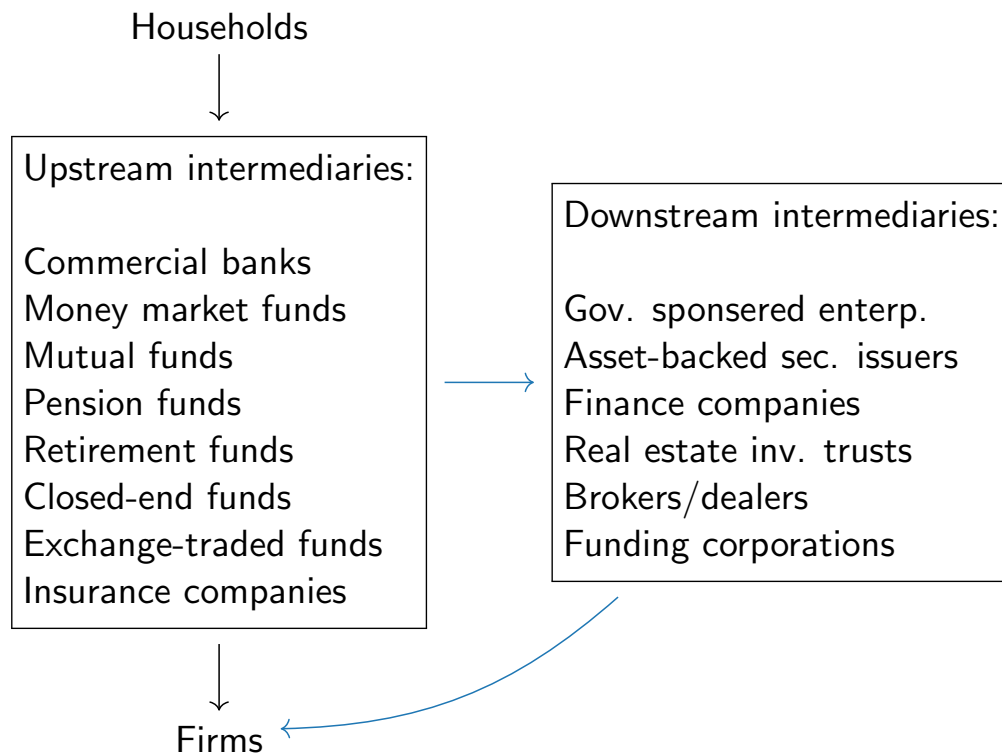 Households
Upstream intermediaries:
Commercial banks
Money market funds
Mutual funds
Pension funds
Retirement funds
Closed-end funds
Exchange-traded funds
Insurance companies
Downstream intermediaries:
Gov. sponsered enterp.
Asset-backed sec. issuers
Finance companies
Real estate inv. trusts
Brokers/dealers
Funding corporations
Firms